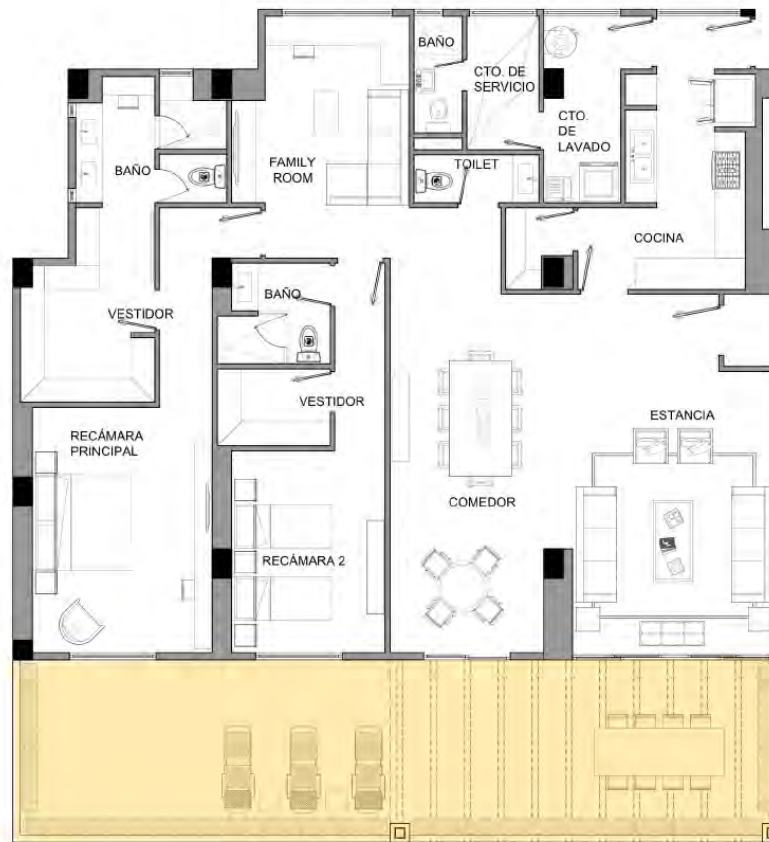 BAÑO
CTO. DE
SERVICIO
CTO.
DE
LAVADO
FAMILY
ROOM
BAÑO
TOILET
COCINA
BAÑO
VESTIDOR
VESTIDOR
ESTANCIA
RECÁMARA
PRINCIPAL
COMEDOR
RECÁMARA 2